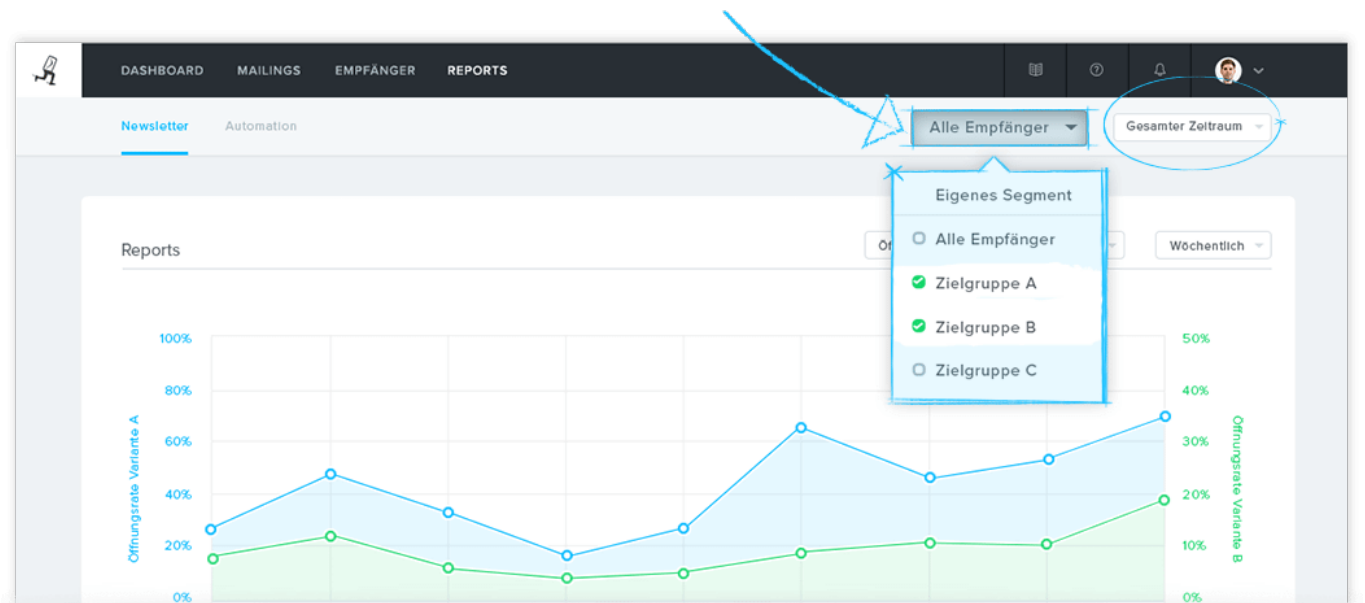 DASHBOARD MAILINGS EMPFÄNGER REPORTS
Newsletter Automation Alle Empfänger Gesamter Zeitraum
Eigenes Segment
Alle Empfänger
Zielgruppe A
Zielgruppe B
Zielgruppe C
Reports Wöchentlich
100% 50%
80% 40%
60% 30%
40% 20%
20% 10%
0% 0%
Öffnungsrate Variante A
Öffnungsrate Variante B